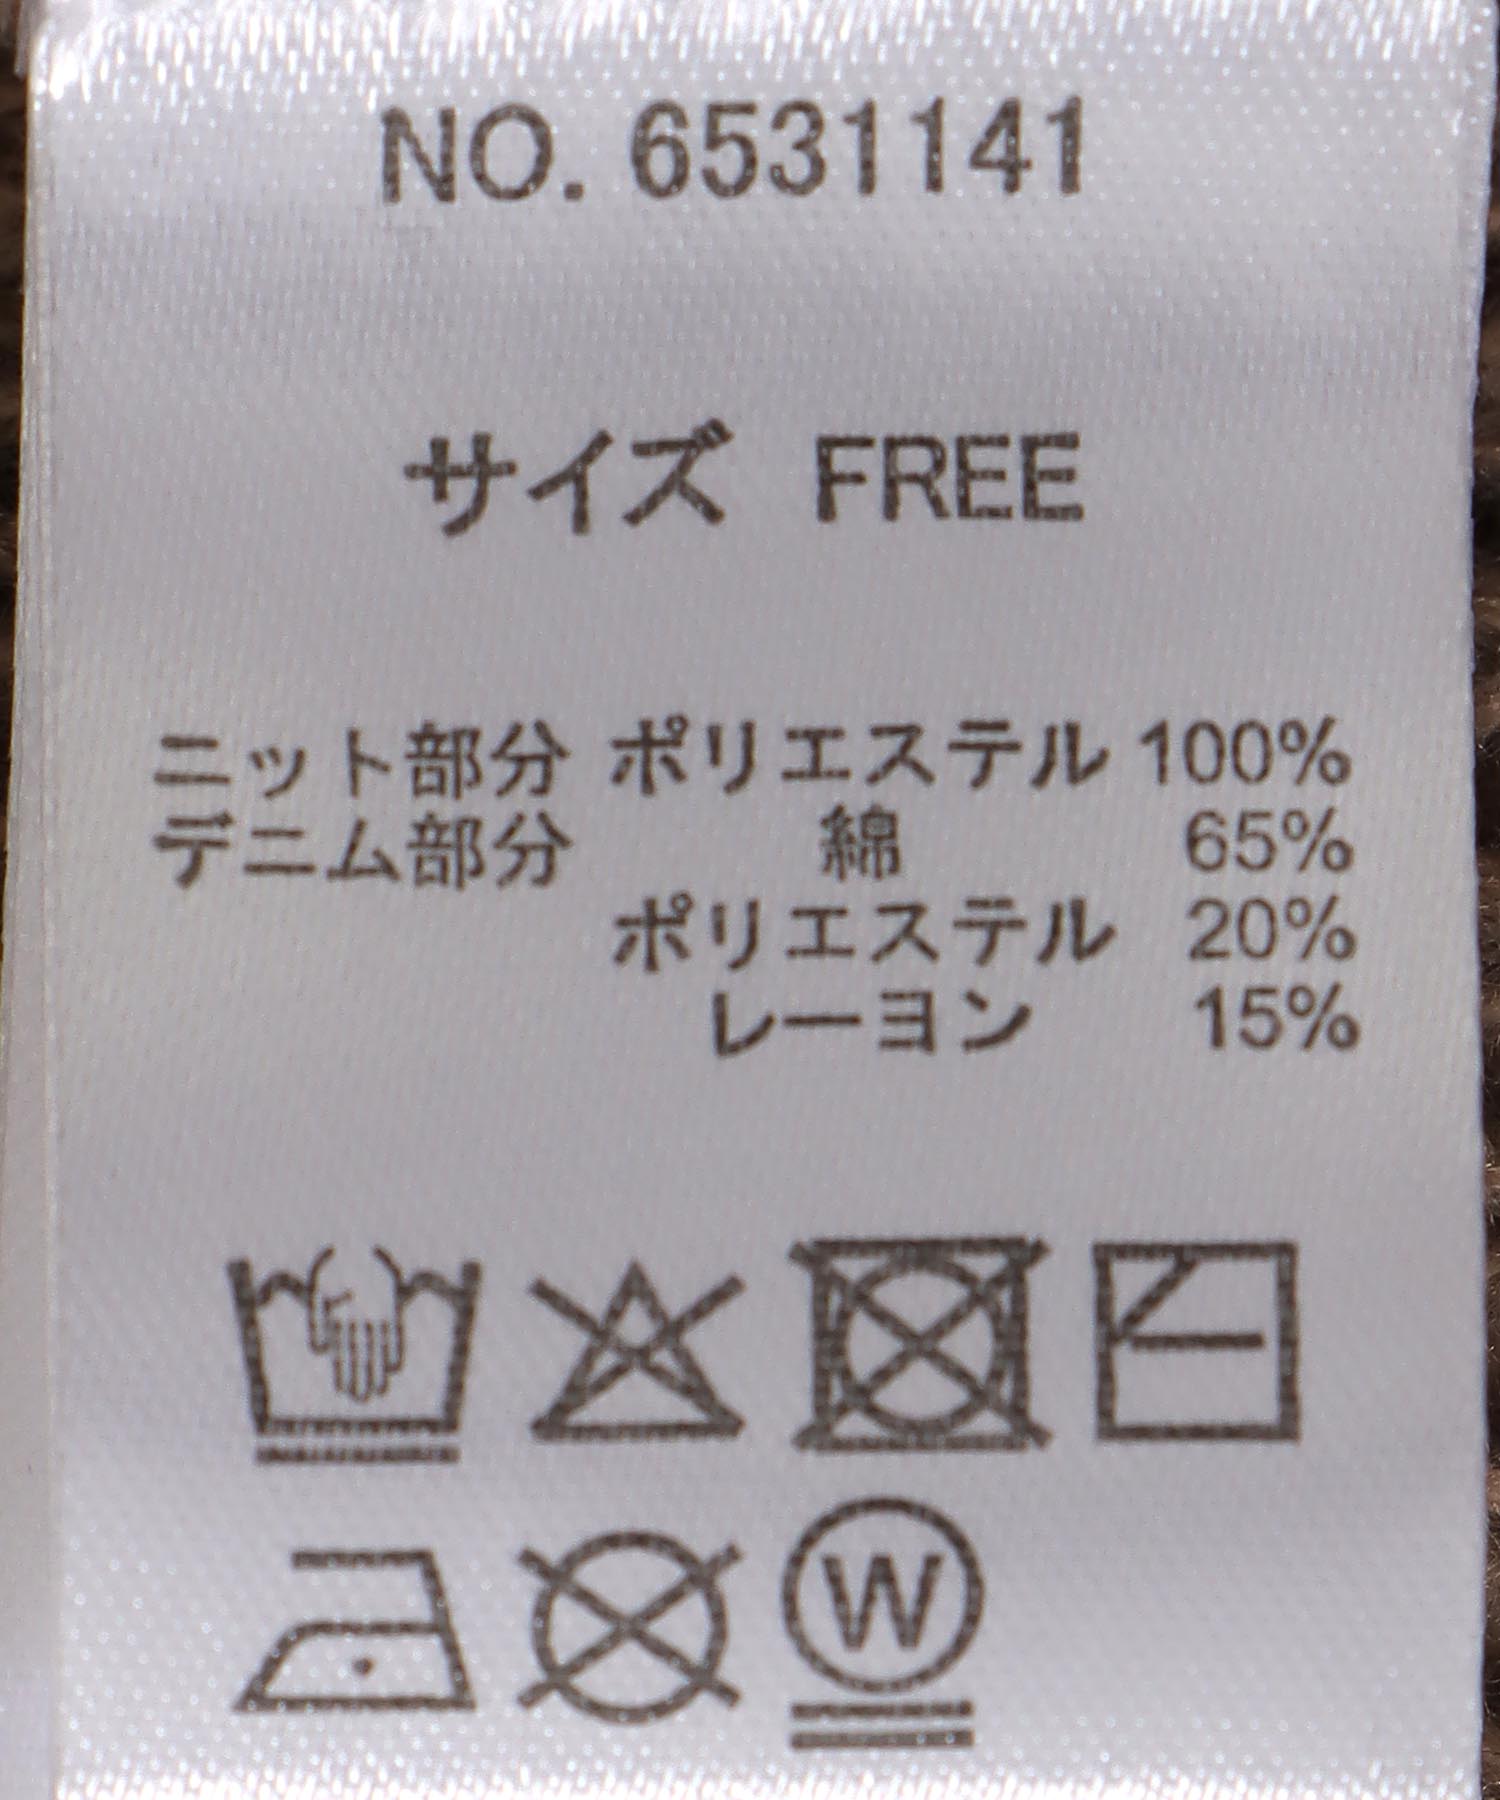 NO. 6531141
サイズ FREE
ニット部分 ポリエステル 100%
デニム部分 綿 65%
ポリエステル 20%
レーヨン 15%
W